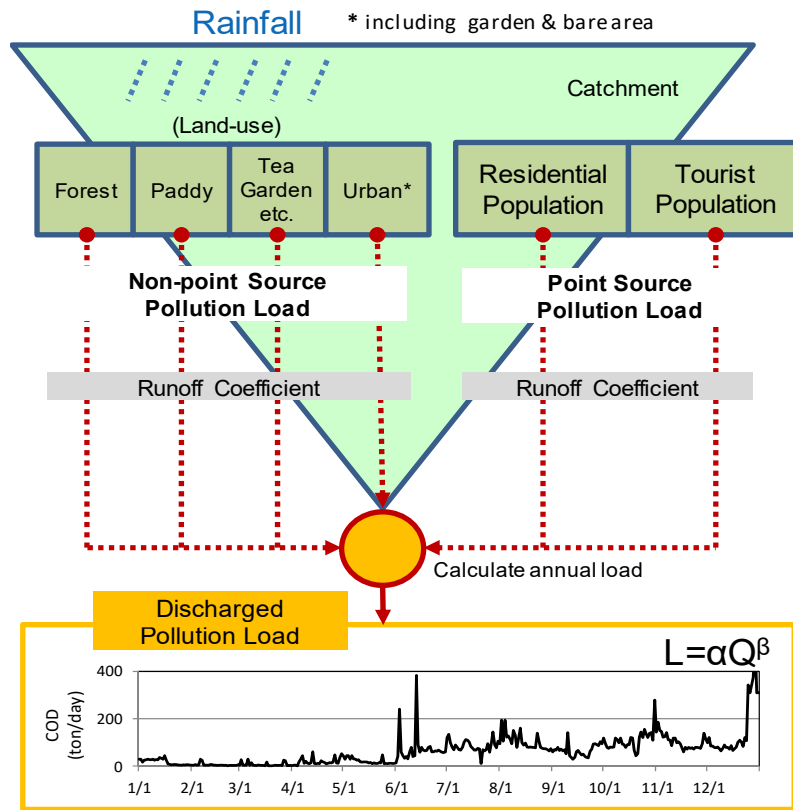 Rainfall
* including garden & bare area
Catchment
(Land-use)
Forest
Paddy
Tea
Garden
etc.
Urban*
Residential
Population
Tourist
Population
Non-point Source
Pollution Load
Point Source
Pollution Load
Runoff Coefficient
Runoff Coefficient
Calculate annual load
Discharged
Pollution Load
L=αQβ
COD
(ton/day)
400
200
0
1/1 2/1 3/1 4/1 5/1 6/1 7/1 8/1 9/1 10/1 11/1 12/1